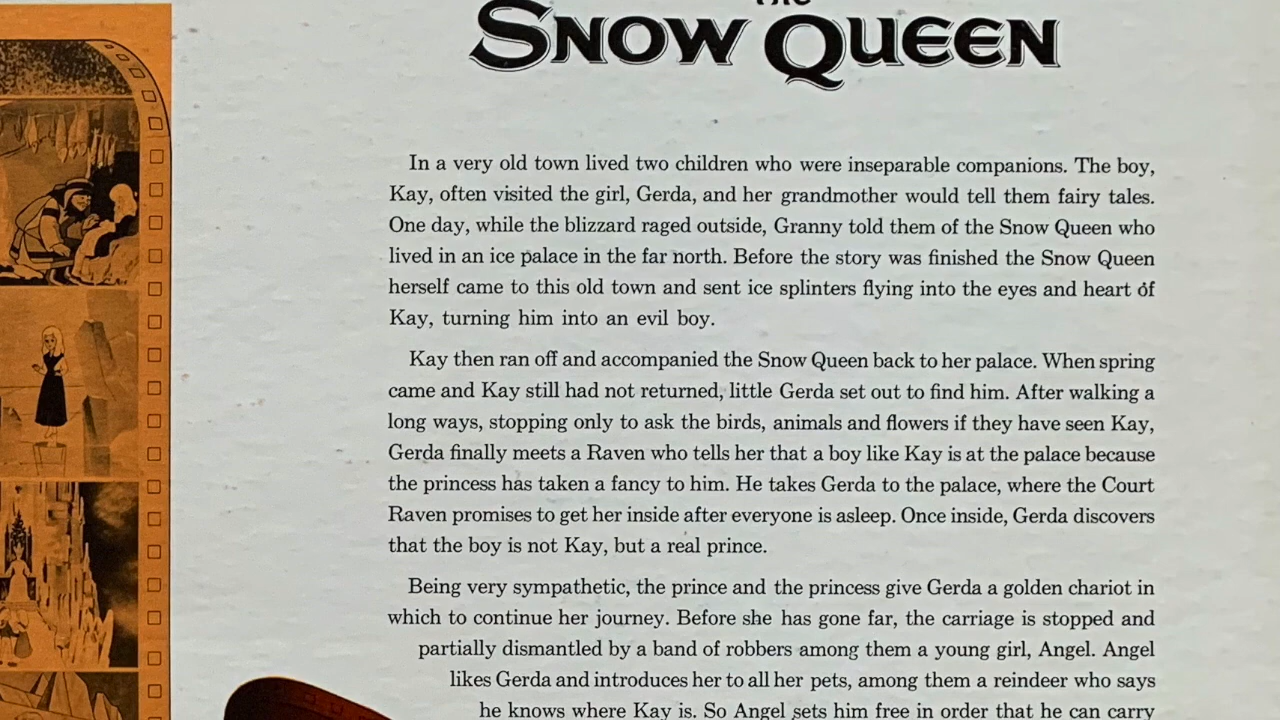 The
SNOW QUEEN
In a very old town lived two children who were inseparable companions. The boy,
Kay, often visited the girl, Gerda, and her grandmother would tell them fairy tales.
One day, while the blizzard raged outside, Granny told them of the Snow Queen who
lived in an ice palace in the far north. Before the story was finished the Snow Queen
herself came to this old town and sent ice splinters flying into the eyes and heart of
Kay, turning him into an evil boy.
Kay then ran off and accompanied the Snow Queen back to her palace. When spring
came and Kay still had not returned, little Gerda set out to find him. After walking a
long ways, stopping only to ask the birds, animals and flowers if they have seen Kay,
Gerda finally meets a Raven who tells her that a boy like Kay is at the palace because
the princess has taken a fancy to him. He takes Gerda to the palace, where the Court
Raven promises to get her inside after everyone is asleep. Once inside, Gerda discovers
that the boy is not Kay, but a real prince.
Being very sympathetic, the prince and the princess give Gerda a golden chariot in
which to continue her journey. Before she has gone far, the carriage is stopped and
partially dismantled by a band of robbers among them a young girl, Angel. Angel
likes Gerda and introduces her to all her pets, among them a reindeer who says
he knows where Kay is. So Angel sets him free in order that he can carry